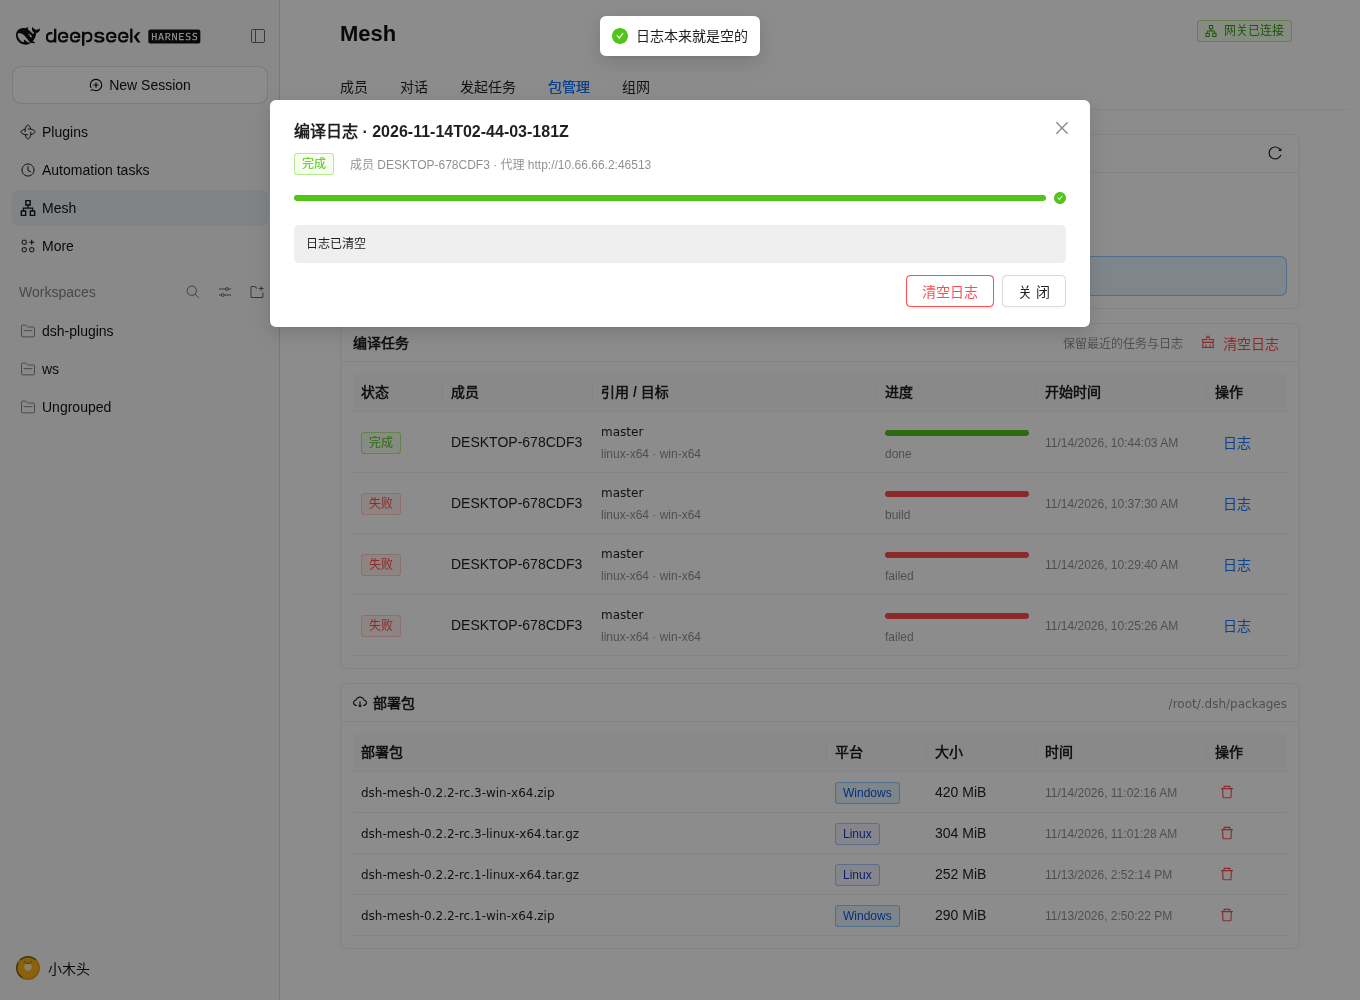 deepseek HARNESS
New Session
Plugins
Automation tasks
Mesh
More
Workspaces
dsh-plugins
ws
Ungrouped
小木头
Mesh
日志本来就是空的
网关已连接
成员
对话
发起任务
包管理
组网
编译日志 · 2026-11-14T02-44-03-181Z
完成
成员 DESKTOP-678CDF3 · 代理 http://10.66.66.2:46513
日志已清空
清空日志
关 闭
编译任务
保留最近的任务与日志
清空日志
状态 成员 引用 / 目标 进度 开始时间 操作
完成 DESKTOP-678CDF3 master 11/14/2026, 10:44:03 AM 日志
linux-x64 · win-x64 done
失败 DESKTOP-678CDF3 master 11/14/2026, 10:37:30 AM 日志
linux-x64 · win-x64 build
失败 DESKTOP-678CDF3 master 11/14/2026, 10:29:40 AM 日志
linux-x64 · win-x64 failed
失败 DESKTOP-678CDF3 master 11/14/2026, 10:25:26 AM 日志
linux-x64 · win-x64 failed
部署包
/root/.dsh/packages
部署包 平台 大小 时间 操作
dsh-mesh-0.2.2-rc.3-win-x64.zip Windows 420 MiB 11/14/2026, 11:02:16 AM
dsh-mesh-0.2.2-rc.3-linux-x64.tar.gz Linux 304 MiB 11/14/2026, 11:01:28 AM
dsh-mesh-0.2.2-rc.1-linux-x64.tar.gz Linux 252 MiB 11/13/2026, 2:52:14 PM
dsh-mesh-0.2.2-rc.1-win-x64.zip Windows 290 MiB 11/13/2026, 2:50:22 PM